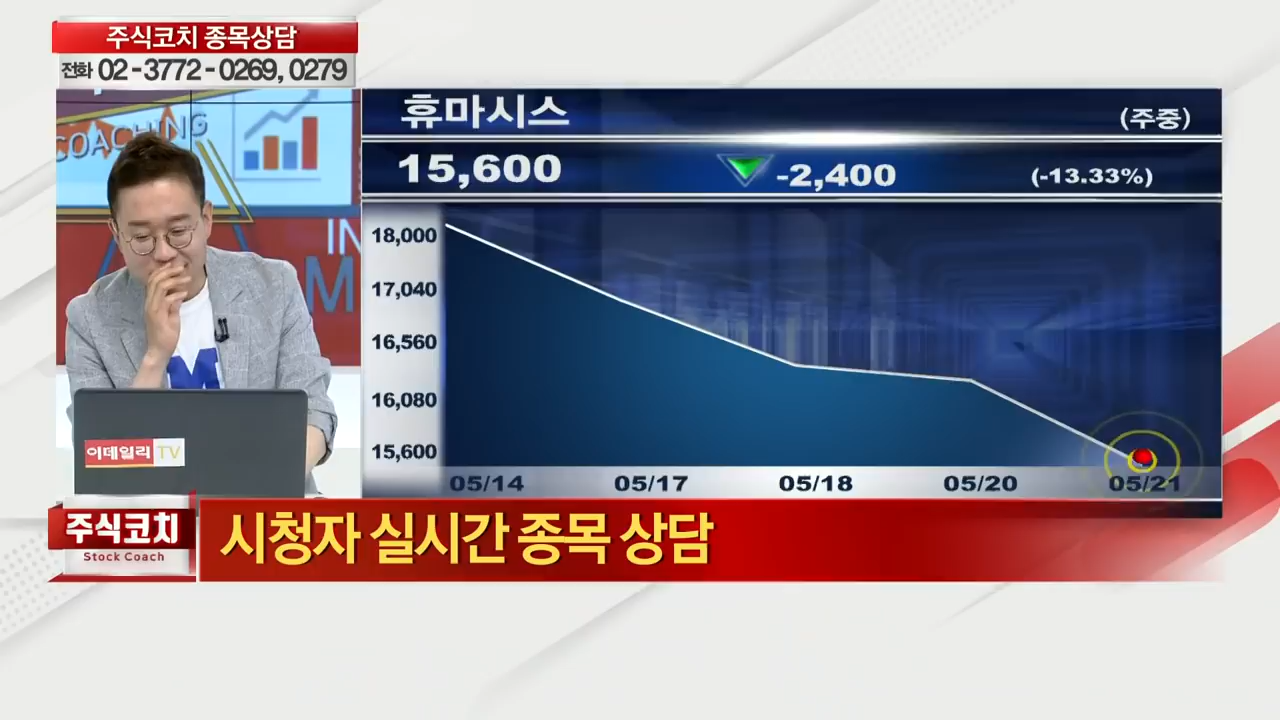 주식코치 종목상담
전화 02-3772-0269, 0279
COACHING
IN
M
M
이데일리 TV
휴마시스
(주중)
15,600 ▼ -2,400 (-13.33%)
18,000
17,040
16,560
16,080
15,600
05/14 05/17 05/18 05/20 05/21
주식코치
Stock Coach
시청자 실시간 종목 상담